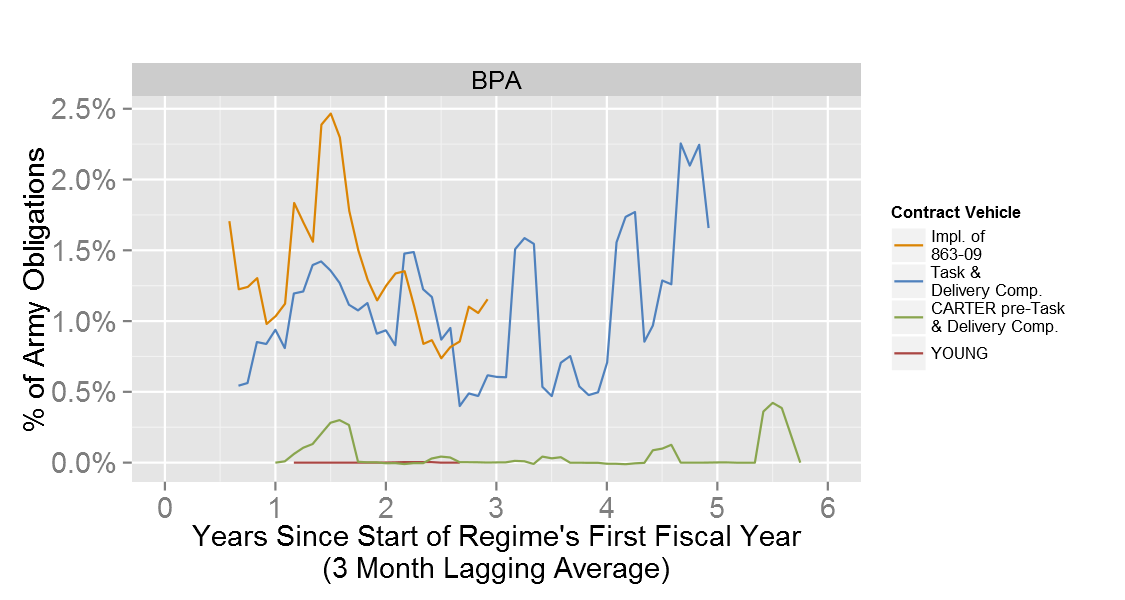 BPA
2.5%
2.0%
1.5%
1.0%
0.5%
0.0%
% of Army Obligations
0 1 2 3 4 5 6
Years Since Start of Regime's First Fiscal Year
(3 Month Lagging Average)
Contract Vehicle
Impl. of
863-09
Task &
Delivery Comp.
CARTER pre-Task
& Delivery Comp.
YOUNG